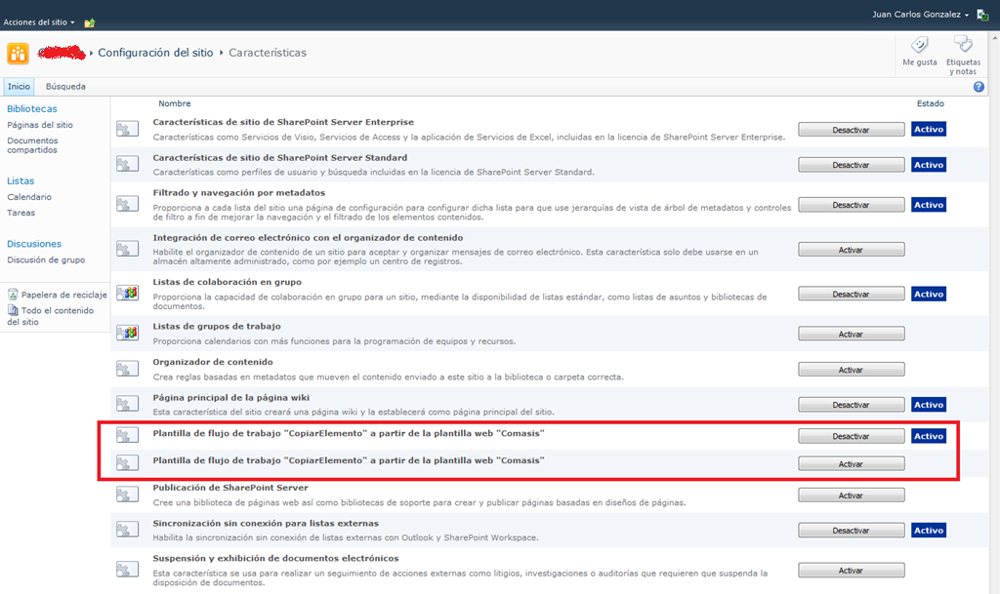 Acciones del sitio
Juan Carlos Gonzalez
Configuración del sitio
Características
Me gusta
Etiquetas
y notas
Inicio
Búsqueda
Bibliotecas
Páginas del sitio
Documentos
compartidos
Listas
Calendario
Tareas
Discusiones
Discusión de grupo
Papelera de reciclaje
Todo el contenido
del sitio
Nombre
Estado
Características de sitio de SharePoint Server Enterprise
Características como Servicios de Visio, Servicios de Access y la aplicación de Servicios de Excel, incluidas en la licencia de SharePoint Server Enterprise.
Desactivar
Activo
Características de sitio de SharePoint Server Standard
Características como perfiles de usuario y búsqueda incluidas en la licencia de SharePoint Server Standard.
Desactivar
Activo
Filtrado y navegación por metadatos
Proporciona a cada lista del sitio una página de configuración para configurar dicha lista para que use jerarquías de vista de árbol de metadatos y controles
de filtro a fin de mejorar la navegación y el filtrado de los elementos contenidos.
Desactivar
Activo
Integración de correo electrónico con el organizador de contenido
Habilite el organizador de contenido de un sitio para aceptar y organizar mensajes de correo electrónico. Esta característica solo debe usarse en un
almacén altamente administrado, como por ejemplo un centro de registros.
Activar
Listas de colaboración en grupo
Proporciona la capacidad de colaboración en grupo para un sitio, mediante la disponibilidad de listas estándar, como listas de asuntos y bibliotecas de
documentos.
Desactivar
Activo
Listas de grupos de trabajo
Proporciona calendarios con más funciones para la programación de equipos y recursos.
Activar
Organizador de contenido
Crea reglas basadas en metadatos que mueven el contenido enviado a este sitio a la biblioteca o carpeta correcta.
Activar
Página principal de la página wiki
Esta característica del sitio creará una página wiki y la establecerá como página principal del sitio.
Desactivar
Activo
Plantilla de flujo de trabajo "CopiarElemento" a partir de la plantilla web "Comasis"
Desactivar
Activo
Plantilla de flujo de trabajo "CopiarElemento" a partir de la plantilla web "Comasis"
Activar
Publicación de SharePoint Server
Cree una biblioteca de páginas web así como bibliotecas de soporte para crear y publicar páginas basadas en diseños de páginas.
Activar
Sincronización sin conexión para listas externas
Habilita la sincronización sin conexión de listas externas con Outlook y SharePoint Workspace.
Desactivar
Activo
Suspensión y exhibición de documentos electrónicos
Esta característica se usa para realizar un seguimiento de acciones externas como litigios, investigaciones o auditorías que requieren que suspenda la
disposición de documentos.
Activar